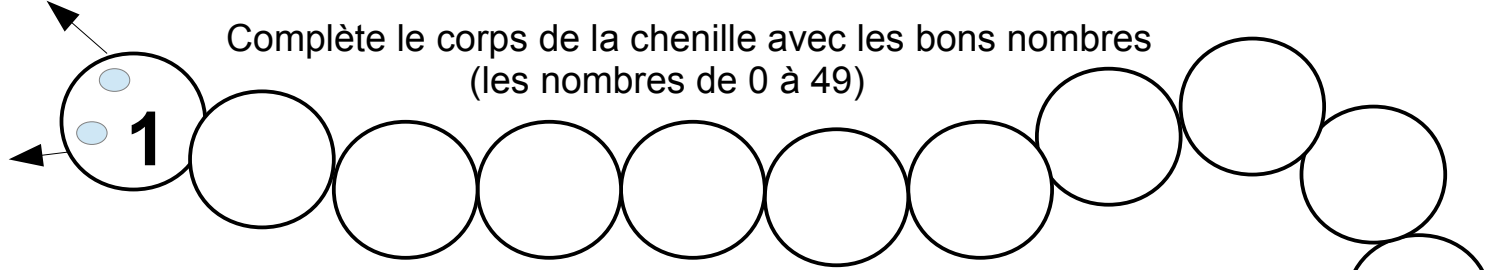 Complète le corps de la chenille avec les bons nombres
(les nombres de 0 à 49)
1